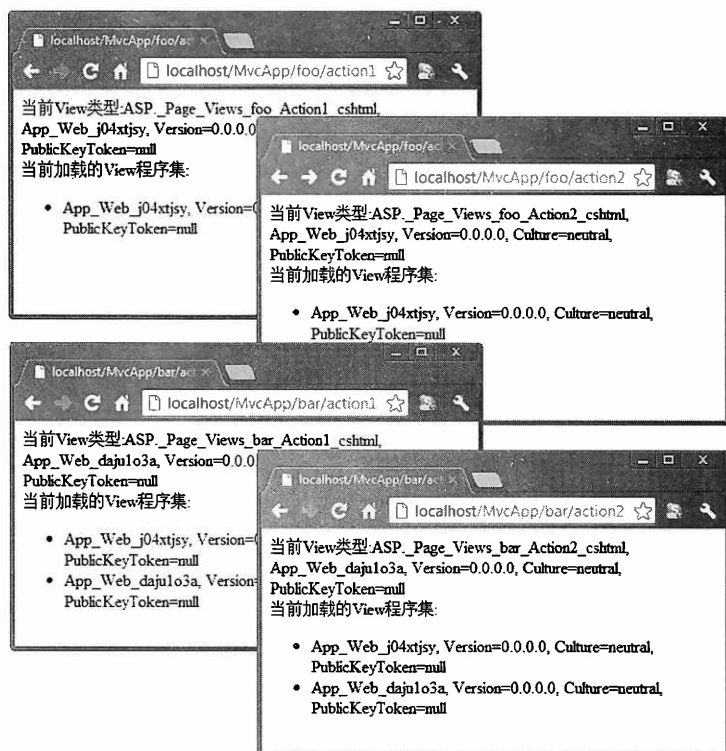 localhost/MvcApp/foo/ac
localhost/MvcApp/foo/action1
当前View类型:ASP._Page_Views_foo_Action1_cshtml,
App_Web_j04xtjsy, Version=0.0.0.0
PublicKeyToken=null
当前加载的View程序集:
• App_Web_j04xtjsy, Version=0
PublicKeyToken=null
localhost/MvcApp/foo/ac
localhost/MvcApp/foo/action2
当前View类型:ASP._Page_Views_foo_Action2_cshtml,
App_Web_j04xtjsy, Version=0.0.0.0, Culture=neutral,
PublicKeyToken=null
当前加载的View程序集:
• App_Web_j04xtjsy, Version=0.0.0.0, Culture=neutral,
PublicKeyToken=null
localhost/MvcApp/bar/act
localhost/MvcApp/bar/action1
当前View类型:ASP._Page_Views_bar_Action1_cshtml,
App_Web_daju1o3a, Version=0.0.0
PublicKeyToken=null
当前加载的View程序集:
• App_Web_j04xtjsy, Version=0
PublicKeyToken=null
• App_Web_daju1o3a, Version=
PublicKeyToken=null
localhost/MvcApp/bar/act
localhost/MvcApp/bar/action2
当前View类型:ASP._Page_Views_bar_Action2_cshtml,
App_Web_daju1o3a, Version=0.0.0.0, Culture=neutral,
PublicKeyToken=null
当前加载的View程序集:
• App_Web_j04xtjsy, Version=0.0.0.0, Culture=neutral,
PublicKeyToken=null
• App_Web_daju1o3a, Version=0.0.0.0, Culture=neutral,
PublicKeyToken=null